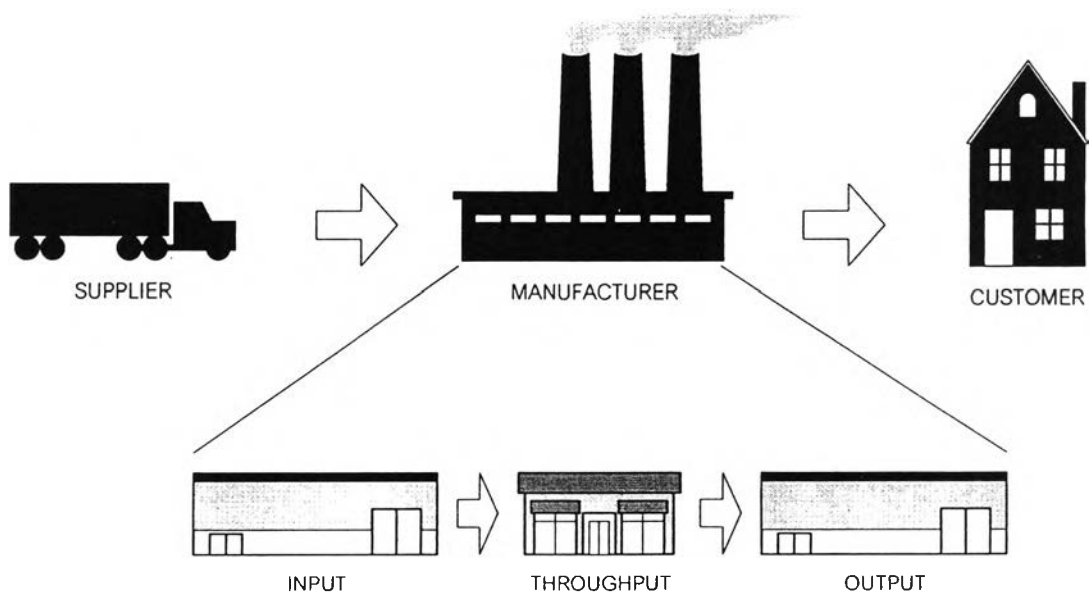 SUPPLIER
MANUFACTURER
CUSTOMER
INPUT
THROUGHPUT
OUTPUT